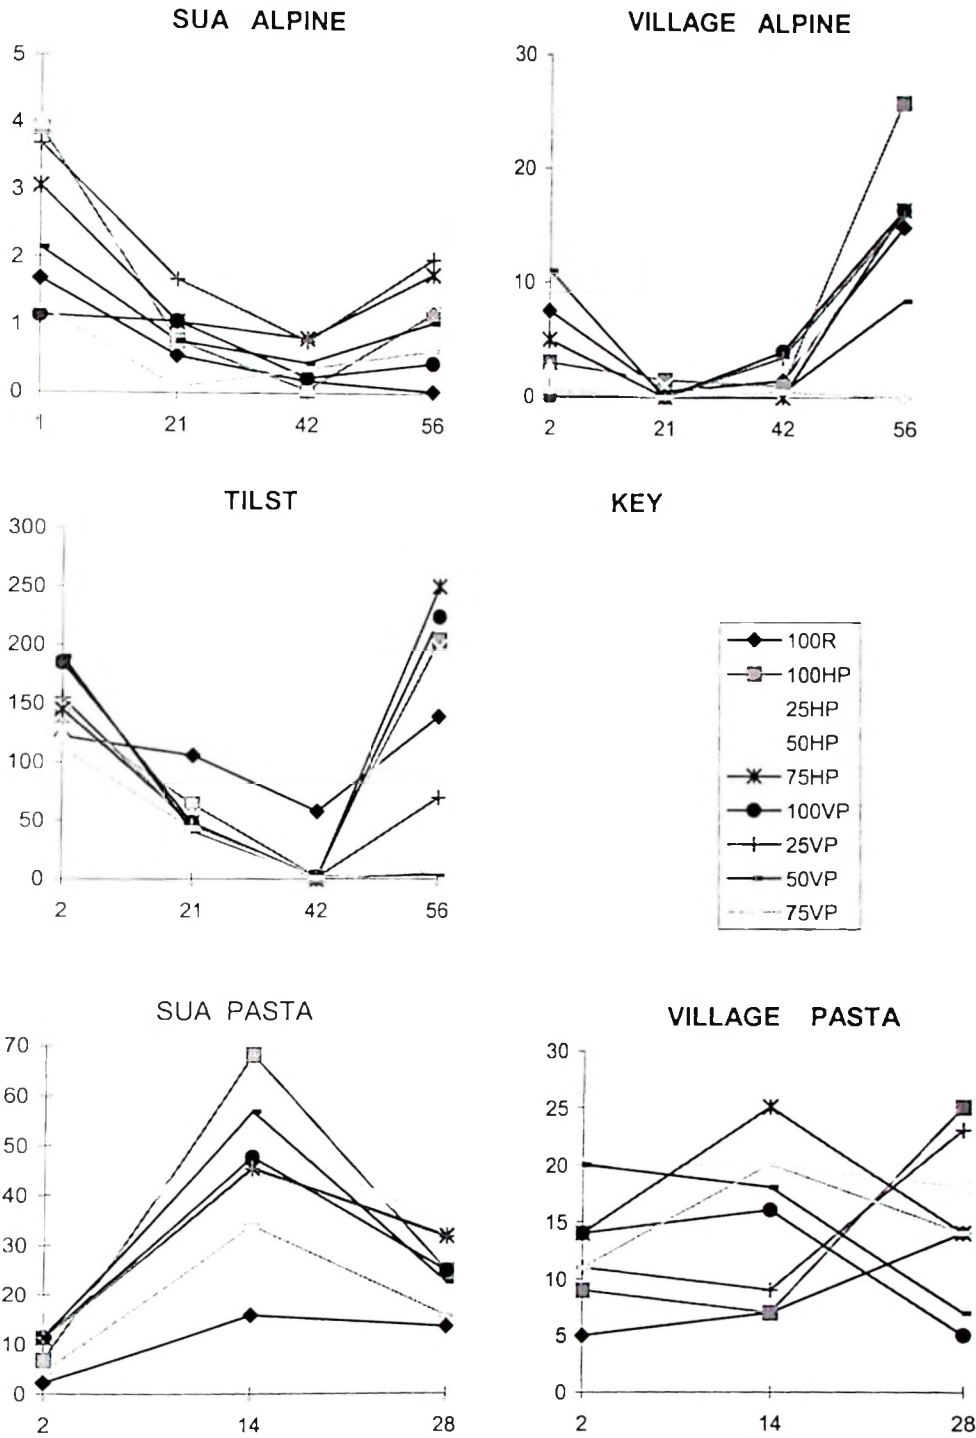 SUA ALPINE
5
4
3
2
1
0
1 21 42 56
VILLAGE ALPINE
30
20
10
0
2 21 42 56
TILST
300
250
200
150
100
50
0
2 21 42 56
KEY
100R
100HP
25HP
50HP
75HP
100VP
25VP
50VP
75VP
SUA PASTA
70
60
50
40
30
20
10
0
2 14 28
VILLAGE PASTA
30
25
20
15
10
5
0
2 14 28